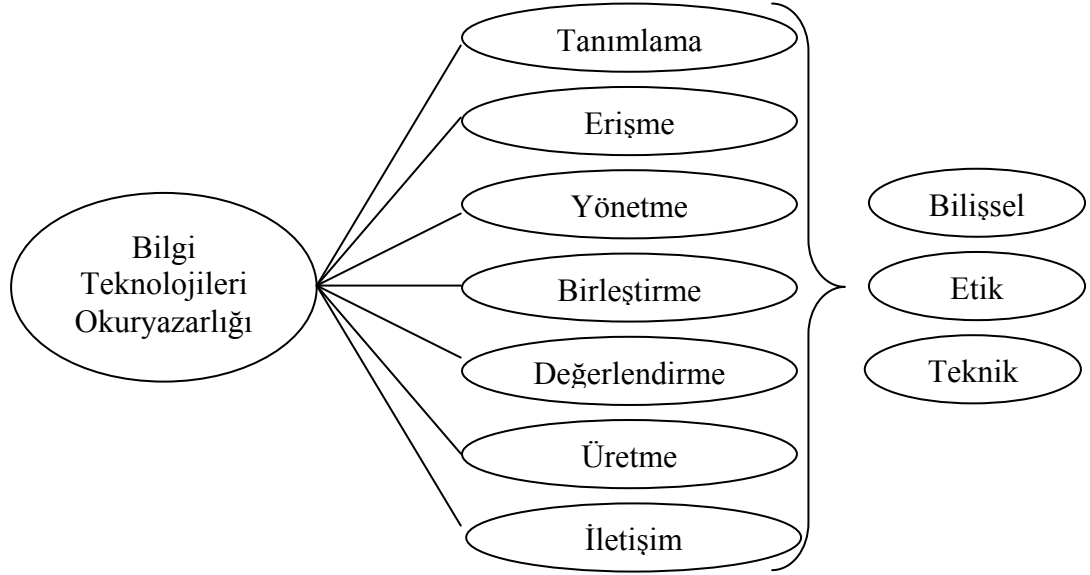 Bilgi
Teknolojileri
Okuryazarlığı
Tanımlama
Erişme
Yönetme
Birleştirme
Değerlendirme
Üretme
İletişim
Bilişsel
Etik
Teknik